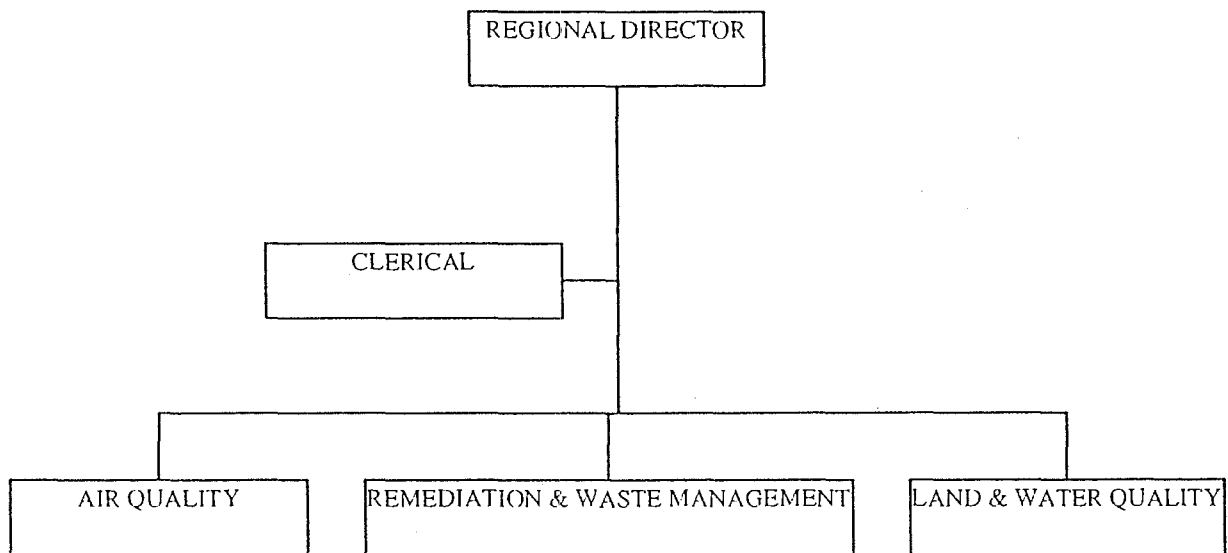 REGIONAL DIRECTOR
CLERICAL
AIR QUALITY
REMEDIATION & WASTE MANAGEMENT
LAND & WATER QUALITY